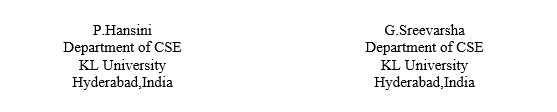 P.Hansini
Department of CSE
KL University
Hyderabad,India
G.Sreevarsha
Department of CSE
KL University
Hyderabad,India